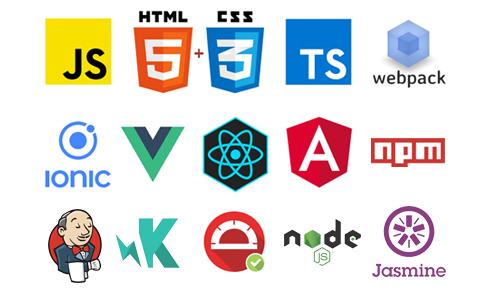 JS
HTML
5
+
CSS
3
TS
webpack
IONIC
A
npm
K
node
JS
Jasmine